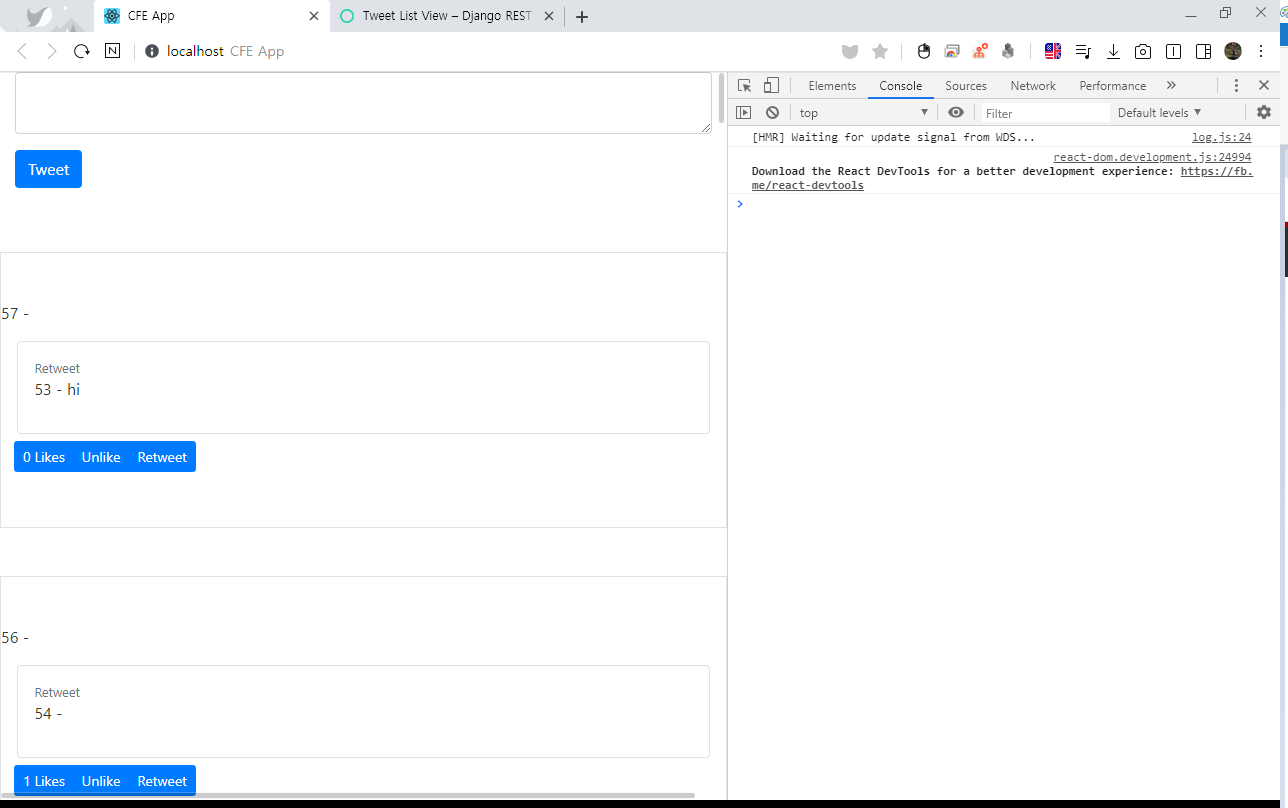 CFE App
Tweet List View – Django REST
localhost CFE App
Tweet
57 -
Retweet
53 - hi
0 Likes Unlike Retweet
56 -
Retweet
54 -
1 Likes Unlike Retweet
Elements Console Sources Network Performance »
top Filter Default levels ▼
[HMR] Waiting for update signal from WDS... log.js:24
react-dom.development.js:24994
Download the React DevTools for a better development experience: https://fb.
me/react-devtools